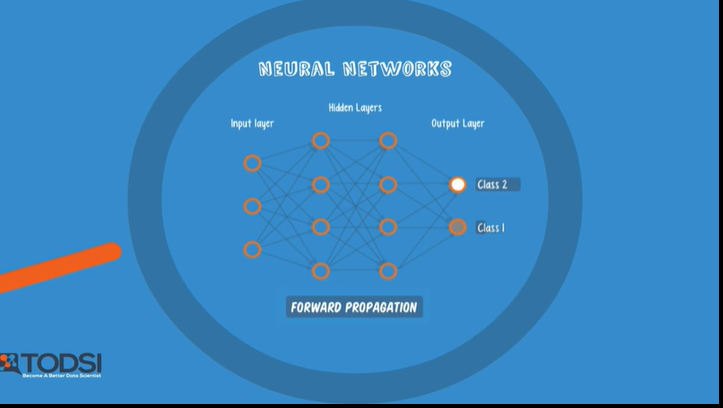 NEURAL NETWORKS
Hidden Layers
Input layer
Output Layer
Class 2
Class 1
FORWARD PROPAGATION
TODSI
Become A Better Data Scientist